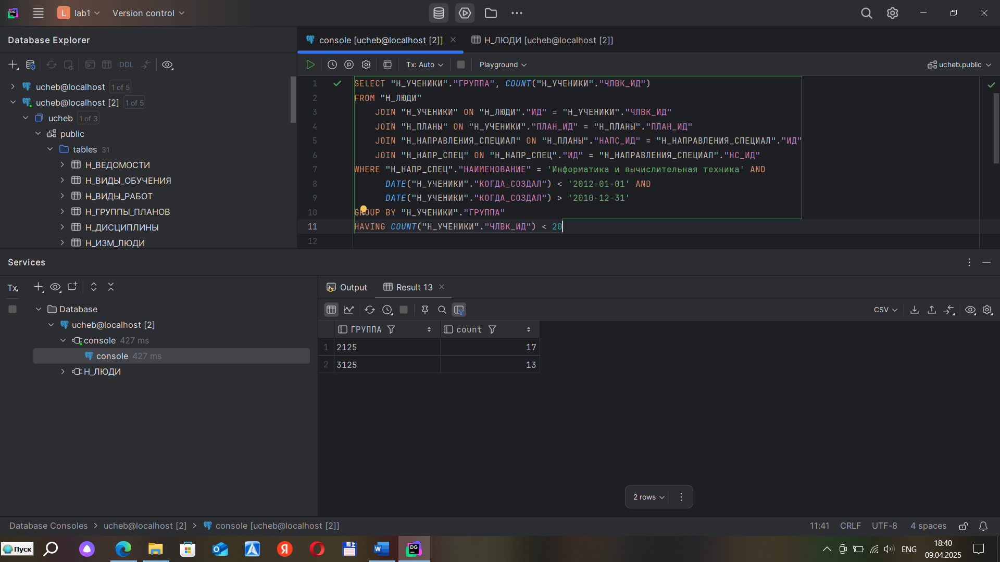 L lab1 Version control
Database Explorer
console [ucheb@localhost [2]]
Н_ЛЮДИ [ucheb@localhost [2]]
DDL
Tx: Auto
Playground
ucheb.public
ucheb@localhost 1 of 5
ucheb@localhost [2] 1 of 5
ucheb 1 of 3
public
tables 31
Н_ВЕДОМОСТИ
Н_ВИДЫ_ОБУЧЕНИЯ
Н_ВИДЫ_РАБОТ
Н_ГРУППЫ_ПЛАНОВ
Н_ДИСЦИПЛИНЫ
Н_ИЗМ_ЛЮДИ
1 SELECT "Н_УЧЕНИКИ"."ГРУППА", COUNT("Н_УЧЕНИКИ"."ЧЛВК_ИД")
2 FROM "Н_ЛЮДИ"
3 JOIN "Н_УЧЕНИКИ" ON "Н_ЛЮДИ"."ИД" = "Н_УЧЕНИКИ"."ЧЛВК_ИД"
4 JOIN "Н_ПЛАНЫ" ON "Н_УЧЕНИКИ"."ПЛАН_ИД" = "Н_ПЛАНЫ"."ПЛАН_ИД"
5 JOIN "Н_НАПРАВЛЕНИЯ_СПЕЦИАЛ" ON "Н_ПЛАНЫ"."НАПС_ИД" = "Н_НАПРАВЛЕНИЯ_СПЕЦИАЛ"."ИД"
6 JOIN "Н_НАПР_СПЕЦ" ON "Н_НАПР_СПЕЦ"."ИД" = "Н_НАПРАВЛЕНИЯ_СПЕЦИАЛ"."НС_ИД"
7 WHERE "Н_НАПР_СПЕЦ"."НАИМЕНОВАНИЕ" = 'Информатика и вычислительная техника' AND
8 DATE("Н_УЧЕНИКИ"."КОГДА_СОЗДАЛ") < '2012-01-01' AND
9 DATE("Н_УЧЕНИКИ"."КОГДА_СОЗДАЛ") > '2010-12-31'
10 GROUP BY "Н_УЧЕНИКИ"."ГРУППА"
11 HAVING COUNT("Н_УЧЕНИКИ"."ЧЛВК_ИД") < 20
12
Services
Tx
Database
ucheb@localhost [2]
console 427 ms
console 427 ms
Н_ЛЮДИ
Output
Result 13
CSV
ГРУППА count
1 2125 17
2 3125 13
2 rows
Database Consoles > ucheb@localhost [2] > console [ucheb@localhost [2]]
11:41 CRLF UTF-8 4 spaces
Пуск
ENG
18:40
09.04.2025